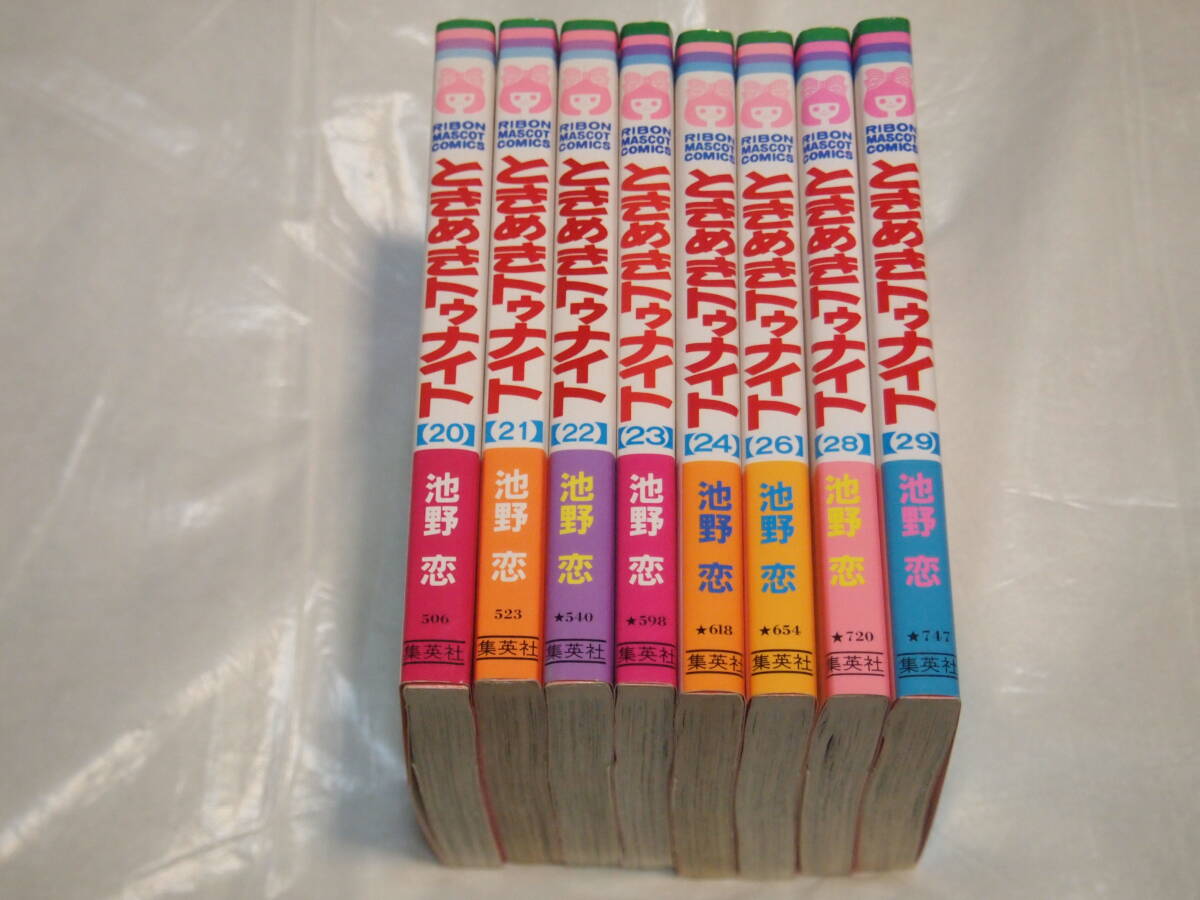 RIBON
MASCOT
COMICS
ときめきトゥナイト
【20】
池野恋
506
集英社
RIBON
MASCOT
COMICS
ときめきトゥナイト
【21】
池野恋
523
集英社
RIBON
MASCOT
COMICS
ときめきトゥナイト
【22】
池野恋
★540
集英社
RIBON
MASCOT
COMICS
ときめきトゥナイト
【23】
池野恋
★598
集英社
RIBON
MASCOT
COMICS
ときめきトゥナイト
【24】
池野恋
★618
集英社
RIBON
MASCOT
COMICS
ときめきトゥナイト
【26】
池野恋
★654
集英社
RIBON
MASCOT
COMICS
ときめきトゥナイト
【28】
池野恋
★720
集英社
RIBON
MASCOT
COMICS
ときめきトゥナイト
【29】
池野恋
★747
集英社